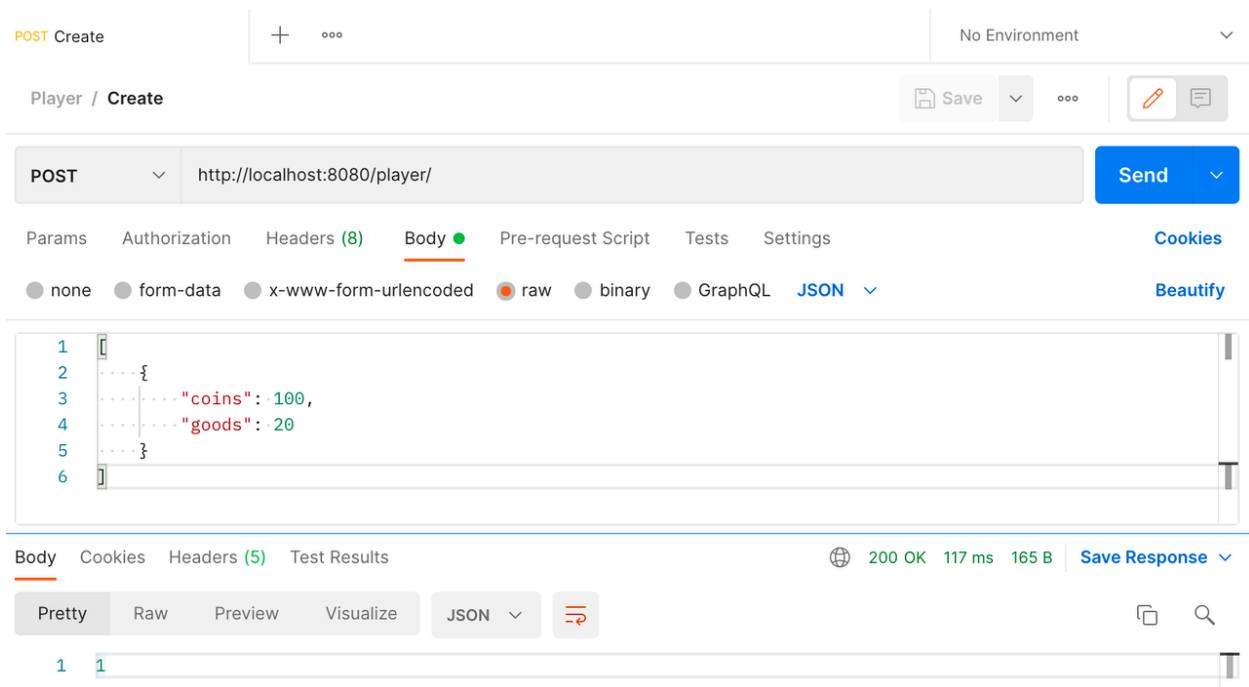 POST Create
No Environment
Player / Create
Save
POST
http://localhost:8080/player/
Send
Params Authorization Headers (8) Body Pre-request Script Tests Settings Cookies
none form-data x-www-form-urlencoded raw binary GraphQL JSON Beautify
1 [
2 {
3 "coins": 100,
4 "goods": 20
5 }
6 ]
Body Cookies Headers (5) Test Results 200 OK 117 ms 165 B Save Response
Pretty Raw Preview Visualize JSON
1 1